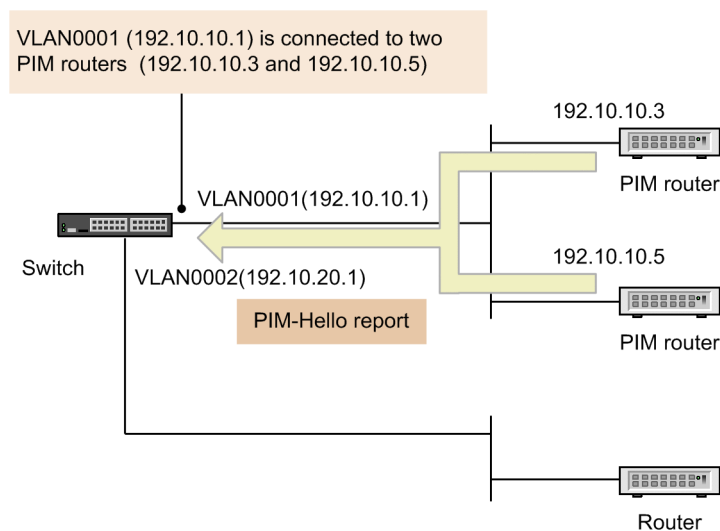 VLAN0001 (192.10.10.1) is connected to two
PIM routers (192.10.10.3 and 192.10.10.5)
192.10.10.3
PIM router
VLAN0001(192.10.10.1)
Switch
VLAN0002(192.10.20.1)
192.10.10.5
PIM-Hello report
PIM router
Router